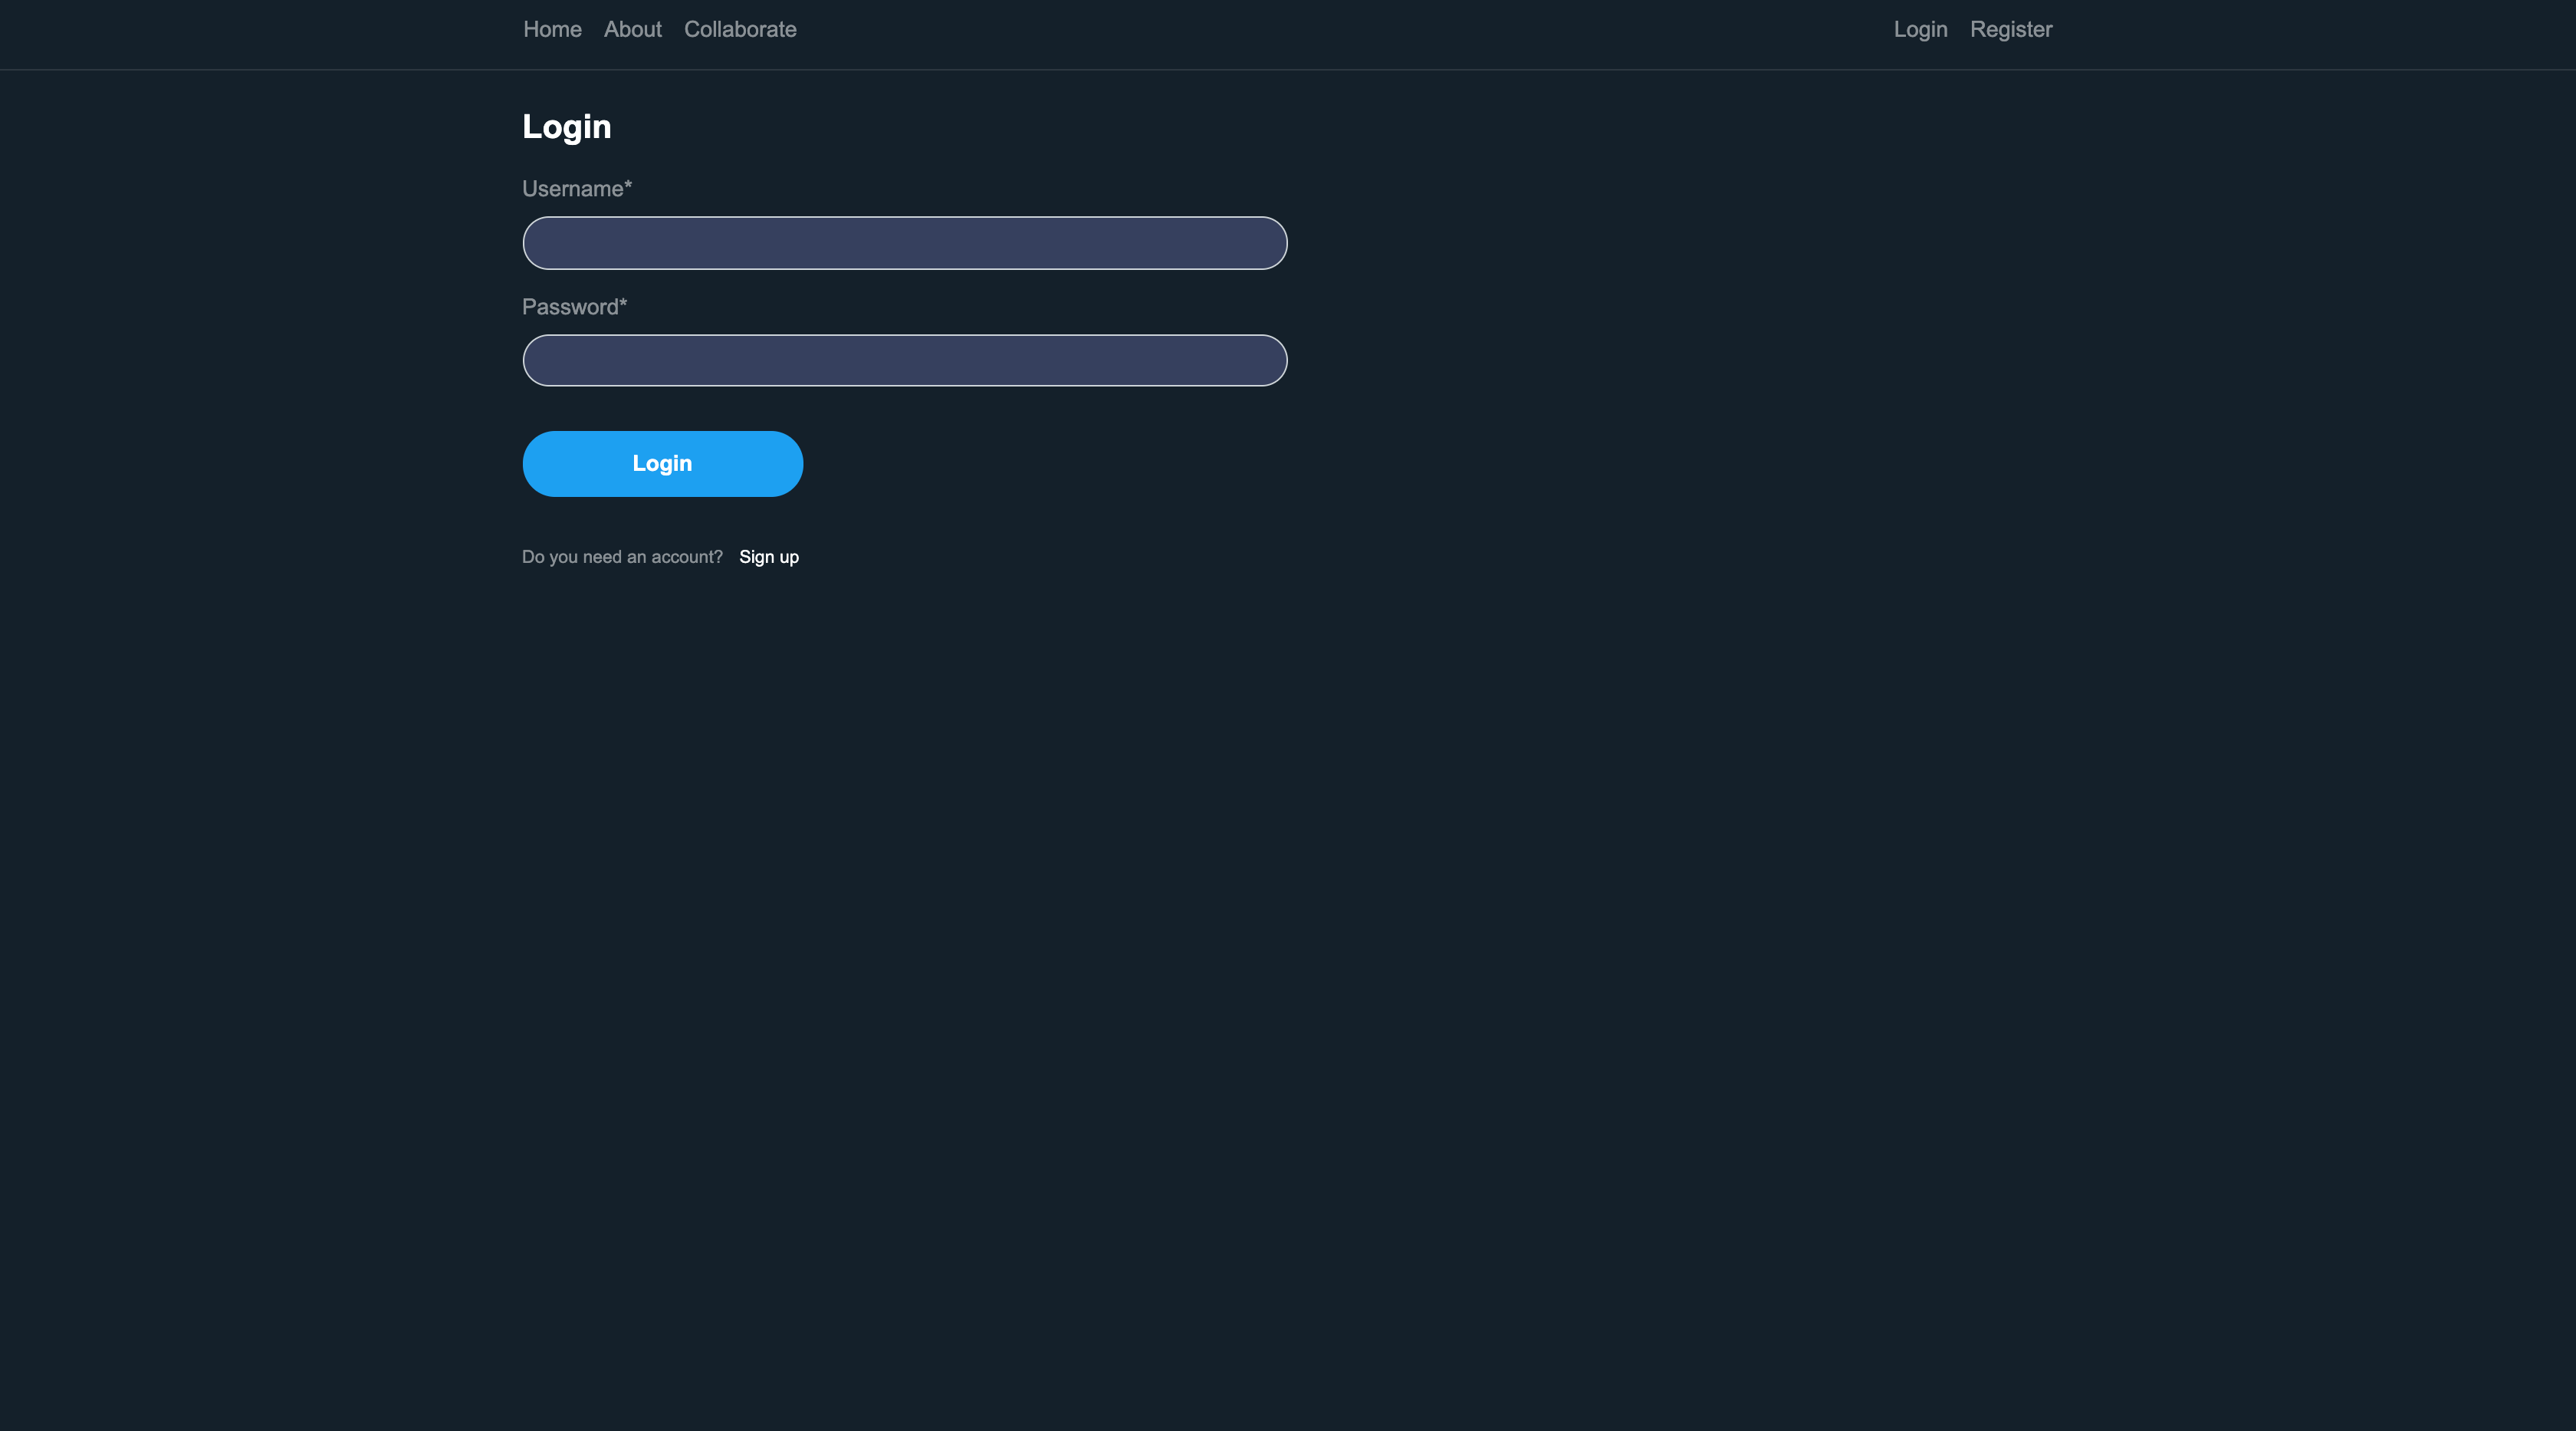 Home About Collaborate Login Register
Login
Username*
Password*
Login
Do you need an account? Sign up